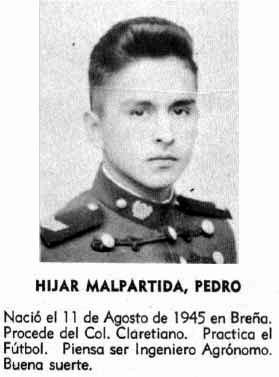 HIJAR MALPARTIDA, PEDRO
Nació el 11 de Agosto de 1945 en Breña.
Procede del Col. Claretiano. Practica el
Fútbol. Piensa ser Ingeniero Agrónomo.
Buena suerte.